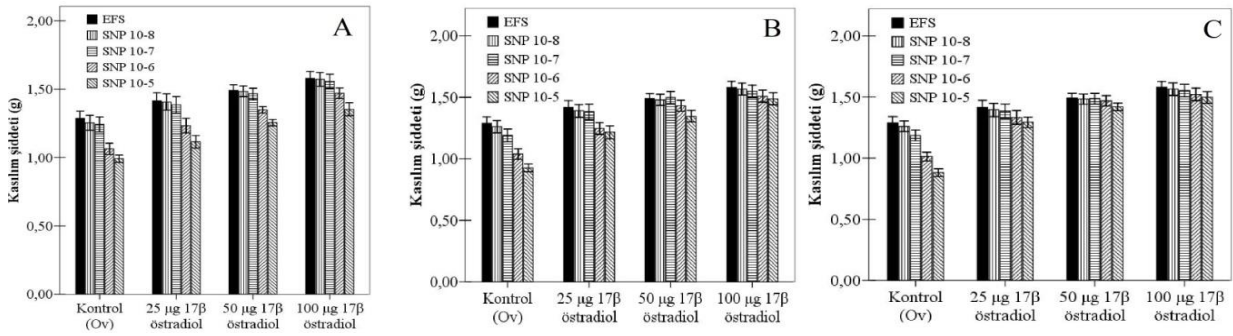 A
Kasılım şiddeti (g)
2,00
1,50
1,00
0,50
0,00
EFS
SNP 10-8
SNP 10-7
SNP 10-6
SNP 10-5
Kontrol
(Ov)
25 µg 17β
östradiol
50 µg 17β
östradiol
100 µg 17β
östradiol
B
Kasılım şiddeti (g)
2,00
1,50
1,00
0,50
0,00
EFS
SNP 10-8
SNP 10-7
SNP 10-6
SNP 10-5
Kontrol
(Ov)
25 µg 17β
östradiol
50 µg 17β
östradiol
100 µg 17β
östradiol
C
Kasılım şiddeti (g)
2,00
1,50
1,00
0,50
0,00
EFS
SNP 10-8
SNP 10-7
SNP 10-6
SNP 10-5
Kontrol
(Ov)
25 µg 17β
östradiol
50 µg 17β
östradiol
100 µg 17β
östradiol